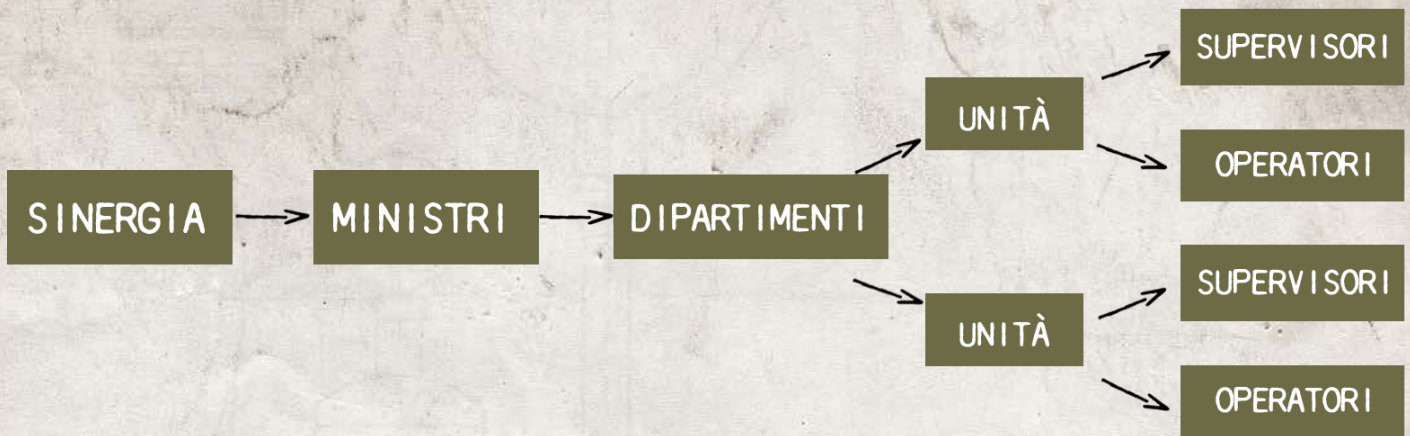 SINERGIA
MINISTRI
DIPARTIMENTI
UNITÀ
SUPERVISORI
OPERATORI
UNITÀ
SUPERVISORI
OPERATORI